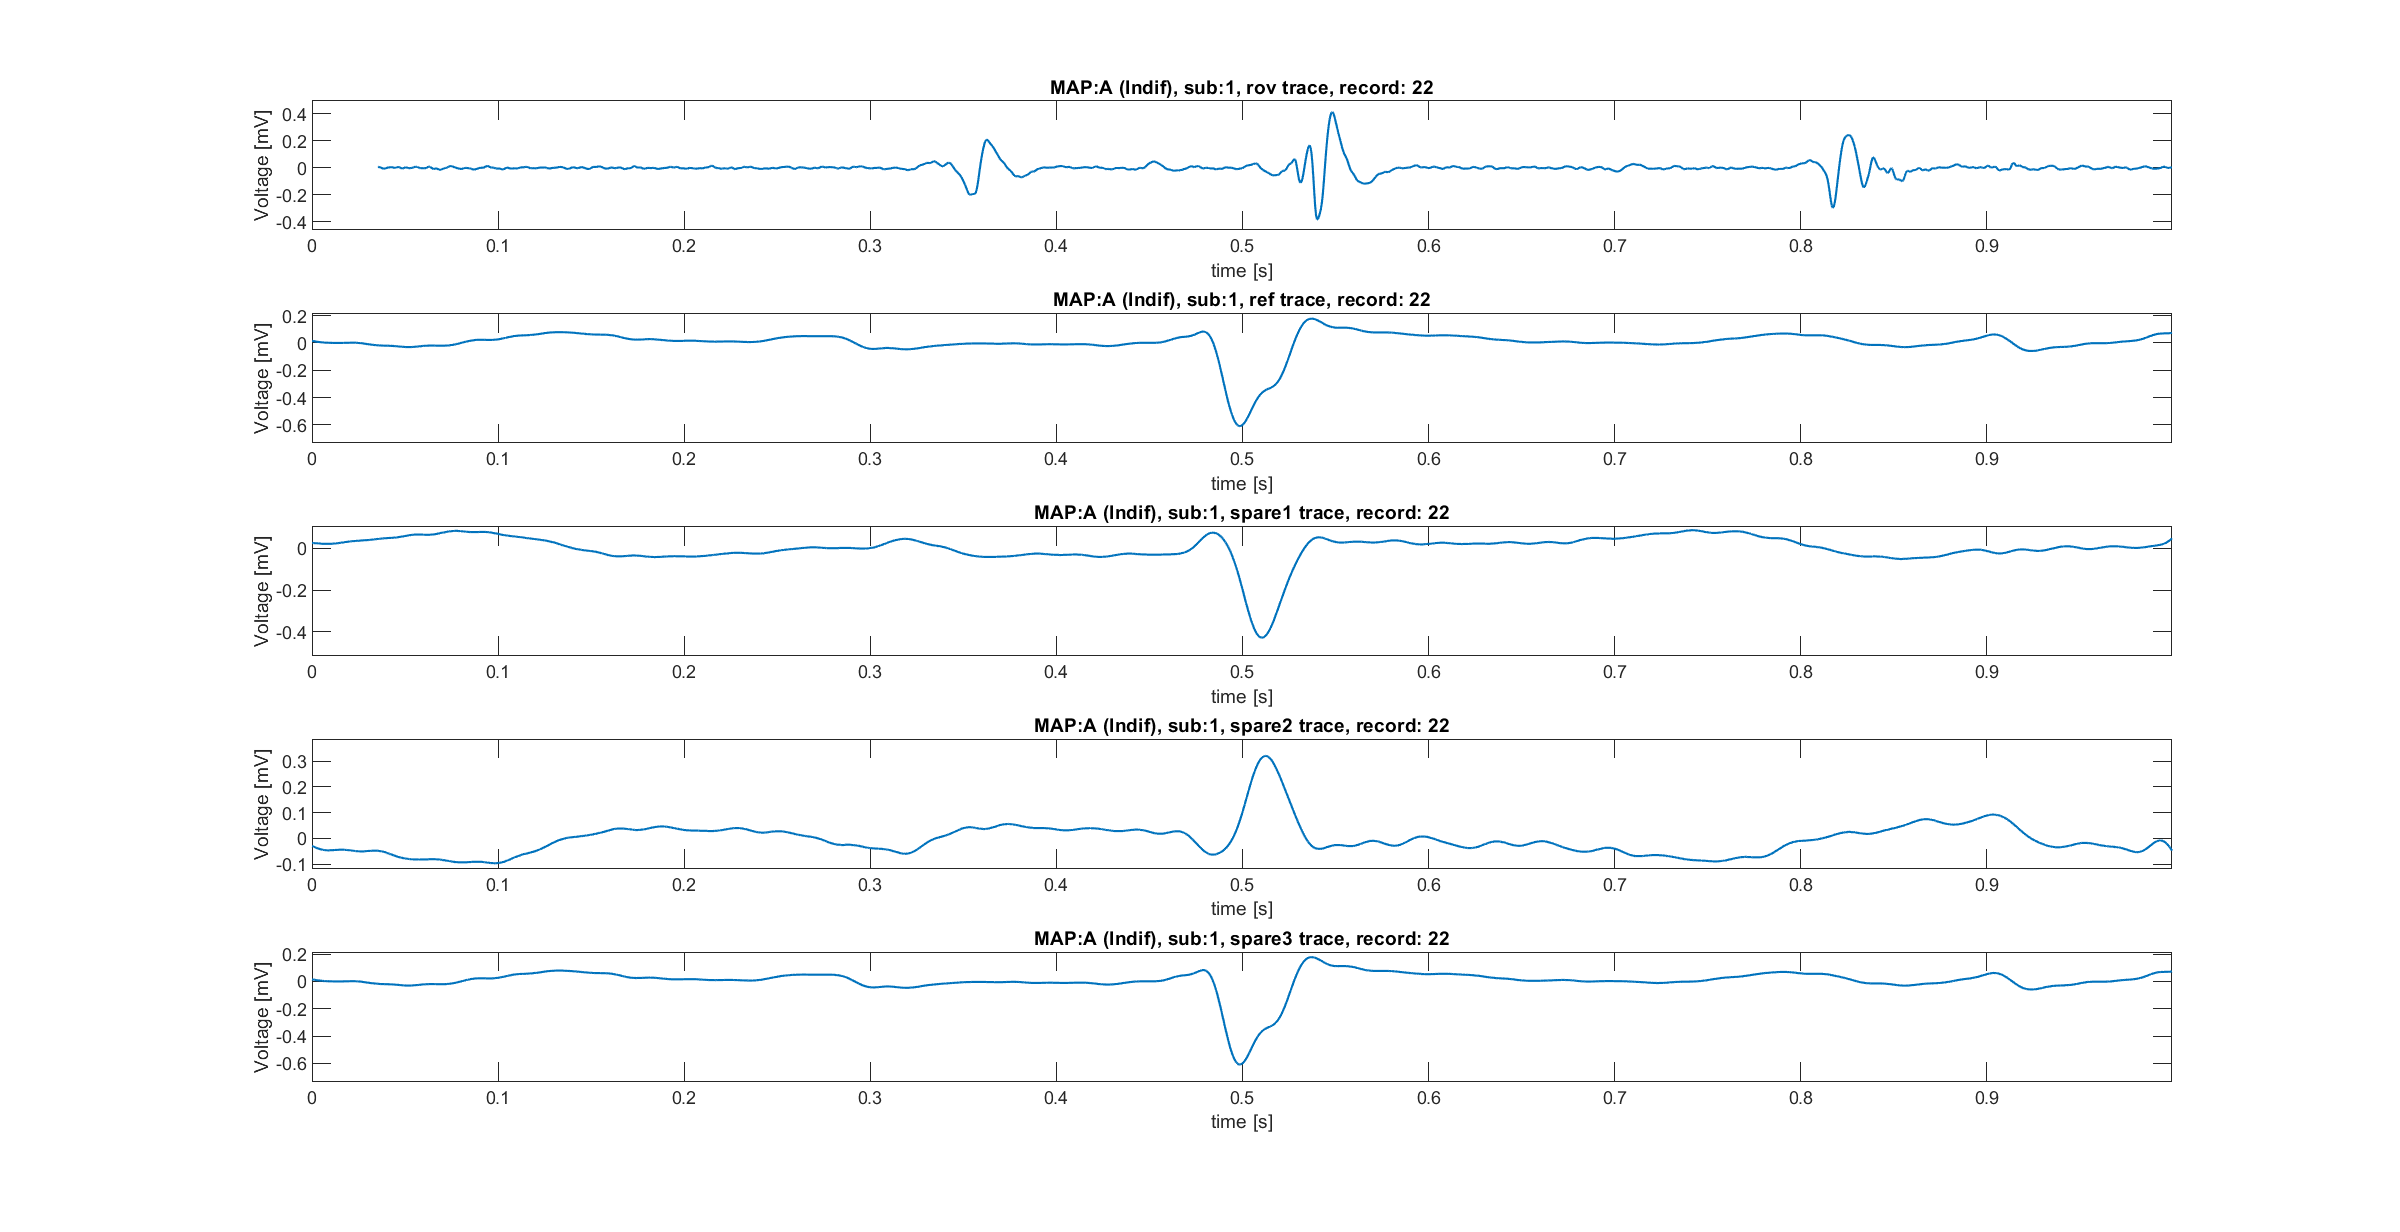 MAP:A (Indif), sub:1, rov trace, record: 22
Voltage [mV]
0.4
0.2
0
-0.2
-0.4
0 0.1 0.2 0.3 0.4 0.5 0.6 0.7 0.8 0.9
time [s]
MAP:A (Indif), sub:1, ref trace, record: 22
Voltage [mV]
0.2
0
-0.2
-0.4
-0.6
0 0.1 0.2 0.3 0.4 0.5 0.6 0.7 0.8 0.9
time [s]
MAP:A (Indif), sub:1, spare1 trace, record: 22
Voltage [mV]
0
-0.2
-0.4
0 0.1 0.2 0.3 0.4 0.5 0.6 0.7 0.8 0.9
time [s]
MAP:A (Indif), sub:1, spare2 trace, record: 22
Voltage [mV]
0.3
0.2
0.1
0
-0.1
0 0.1 0.2 0.3 0.4 0.5 0.6 0.7 0.8 0.9
time [s]
MAP:A (Indif), sub:1, spare3 trace, record: 22
Voltage [mV]
0.2
0
-0.2
-0.4
-0.6
0 0.1 0.2 0.3 0.4 0.5 0.6 0.7 0.8 0.9
time [s]